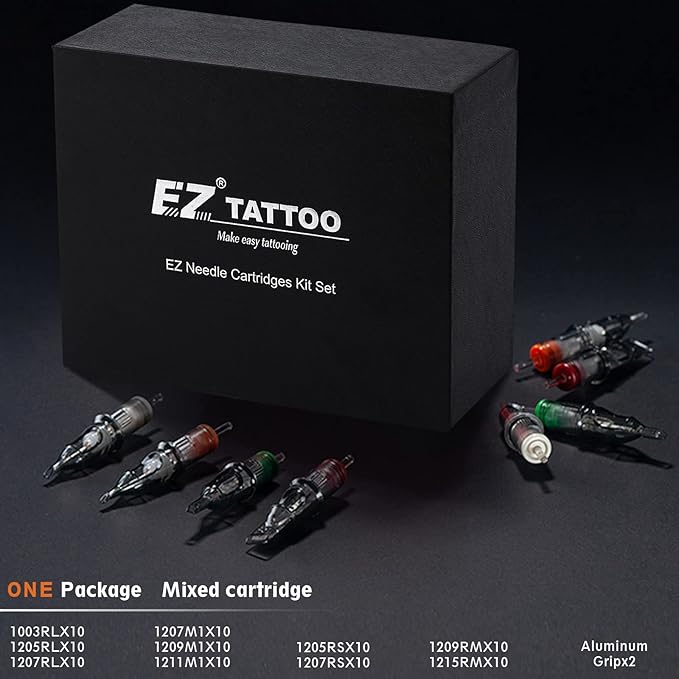 EZ® TATTOO
Make easy tattooing
EZ Needle Cartridges Kit Set
ONE Package Mixed cartridge
1003RLX10 1207M1X10
1205RLX10 1209M1X10 1205RSX10 1209RMX10 Aluminum
1207RLX10 1211M1X10 1207RSX10 1215RMX10 Gripx2